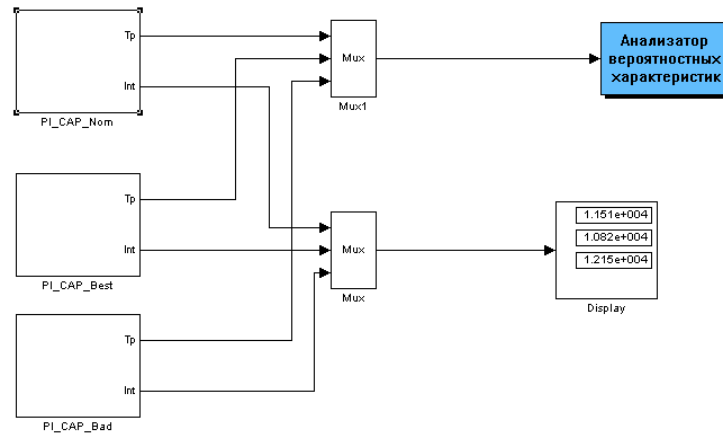 Tp
Int
PI_CAP_Nom
Mux
Mux1
Анализатор
вероятностных
характеристик
Tp
Int
PI_CAP_Best
Mux
Mux
1.151e+004
1.082e+004
1.215e+004
Display
Tp
Int
PI_CAP_Bad